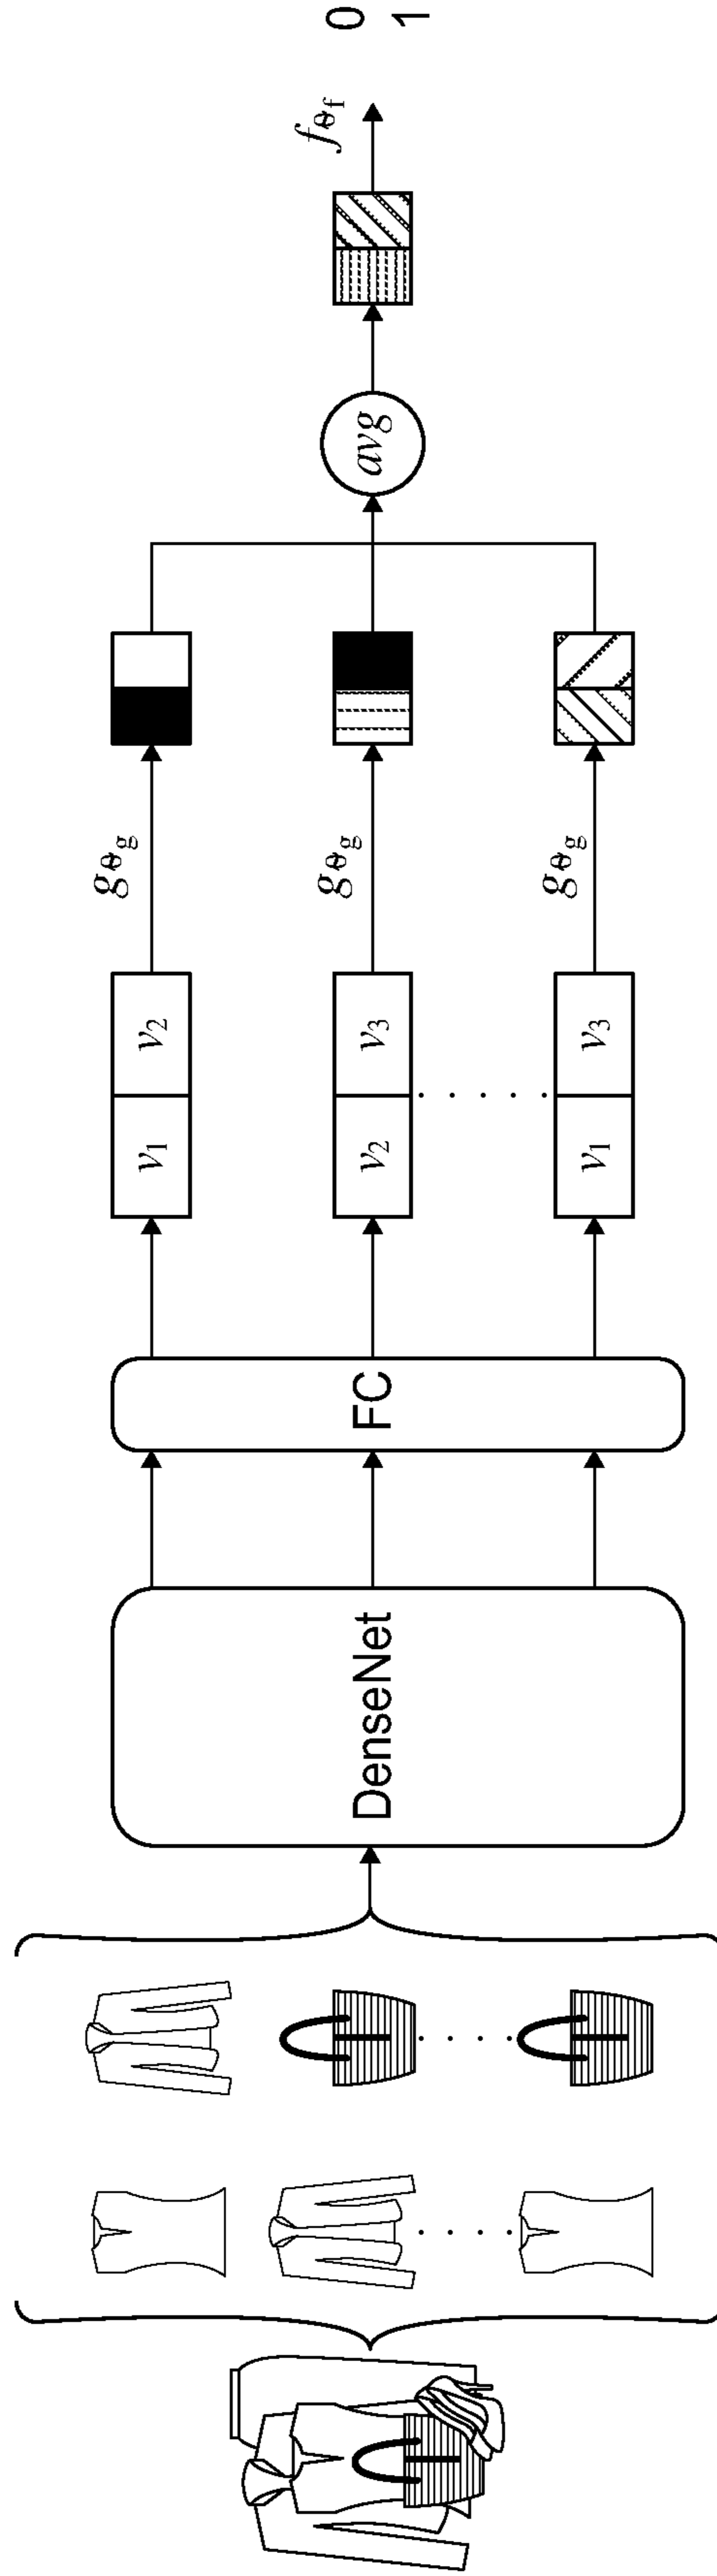 DenseNet
FC
v₁ v₂
v₂ v₃
v₁ v₃
gθg
gθg
gθg
avg
fθf
0
1